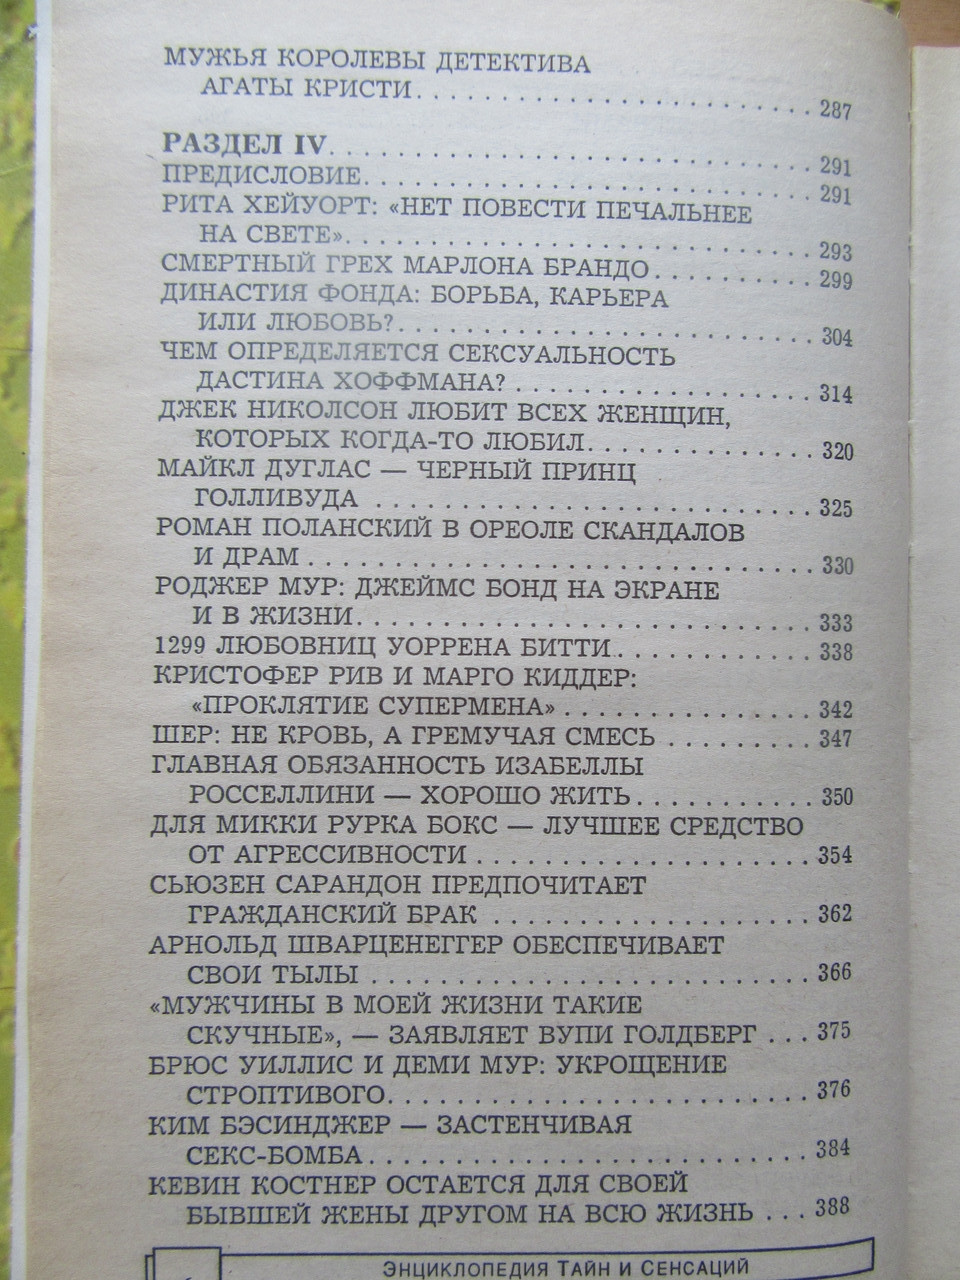 МУЖЬЯ КОРОЛЕВЫ ДЕТЕКТИВА
АГАТЫ КРИСТИ. . . . . . . . . . . . . . . . . . . . . . . . . . . . 287
РАЗДЕЛ IV. . . . . . . . . . . . . . . . . . . . . . . . . . . . . . . . . . 291
ПРЕДИСЛОВИЕ. . . . . . . . . . . . . . . . . . . . . . . . . . . . . . . 291
РИТА ХЕЙУОРТ: «НЕТ ПОВЕСТИ ПЕЧАЛЬНЕЕ
НА СВЕТЕ». . . . . . . . . . . . . . . . . . . . . . . . . . . . . . . . . 293
СМЕРТНЫЙ ГРЕХ МАРЛОНА БРАНДО. . . . . . . . . . . 299
ДИНАСТИЯ ФОНДА: БОРЬБА, КАРЬЕРА
ИЛИ ЛЮБОВЬ?. . . . . . . . . . . . . . . . . . . . . . . . . . . . . 304
ЧЕМ ОПРЕДЕЛЯЕТСЯ СЕКСУАЛЬНОСТЬ
ДАСТИНА ХОФФМАНА? . . . . . . . . . . . . . . . . . . . . . 314
ДЖЕК НИКОЛСОН ЛЮБИТ ВСЕХ ЖЕНЩИН,
КОТОРЫХ КОГДА-ТО ЛЮБИЛ. . . . . . . . . . . . . . . . 320
МАЙКЛ ДУГЛАС — ЧЕРНЫЙ ПРИНЦ
ГОЛЛИВУДА . . . . . . . . . . . . . . . . . . . . . . . . . . . . . . 325
РОМАН ПОЛАНСКИЙ В ОРЕОЛЕ СКАНДАЛОВ
И ДРАМ . . . . . . . . . . . . . . . . . . . . . . . . . . . . . . . . . . . 330
РОДЖЕР МУР: ДЖЕЙМС БОНД НА ЭКРАНЕ
И В ЖИЗНИ. . . . . . . . . . . . . . . . . . . . . . . . . . . . . . . . 333
1299 ЛЮБОВНИЦ УОРРЕНА БИТТИ. . . . . . . . . . . . . . 338
КРИСТОФЕР РИВ И МАРГО КИДДЕР:
«ПРОКЛЯТИЕ СУПЕРМЕНА» . . . . . . . . . . . . . . . . . 342
ШЕР: НЕ КРОВЬ, А ГРЕМУЧАЯ СМЕСЬ . . . . . . . . . . 347
ГЛАВНАЯ ОБЯЗАННОСТЬ ИЗАБЕЛЛЫ
РОССЕЛЛИНИ — ХОРОШО ЖИТЬ. . . . . . . . . . . . 350
ДЛЯ МИККИ РУРКА БОКС — ЛУЧШЕЕ СРЕДСТВО
ОТ АГРЕССИВНОСТИ . . . . . . . . . . . . . . . . . . . . . . . . 354
СЬЮЗЕН САРАНДОН ПРЕДПОЧИТАЕТ
ГРАЖДАНСКИЙ БРАК . . . . . . . . . . . . . . . . . . . . . . 362
АРНОЛЬД ШВАРЦЕНЕГГЕР ОБЕСПЕЧИВАЕТ
СВОИ ТЫЛЫ . . . . . . . . . . . . . . . . . . . . . . . . . . . . . . 366
«МУЖЧИНЫ В МОЕЙ ЖИЗНИ ТАКИЕ
СКУЧНЫЕ», — ЗАЯВЛЯЕТ ВУПИ ГОЛДБЕРГ . . . 375
БРЮС УИЛЛИС И ДЕМИ МУР: УКРОЩЕНИЕ
СТРОПТИВОГО. . . . . . . . . . . . . . . . . . . . . . . . . . . . . 376
КИМ БЭСИНДЖЕР — ЗАСТЕНЧИВАЯ
СЕКС-БОМБА. . . . . . . . . . . . . . . . . . . . . . . . . . . . . . 384
КЕВИН КОСТНЕР ОСТАЕТСЯ ДЛЯ СВОЕЙ
БЫВШЕЙ ЖЕНЫ ДРУГОМ НА ВСЮ ЖИЗНЬ . . . 388
ЭНЦИКЛОПЕДИЯ ТАЙН И СЕНСАЦИЙ